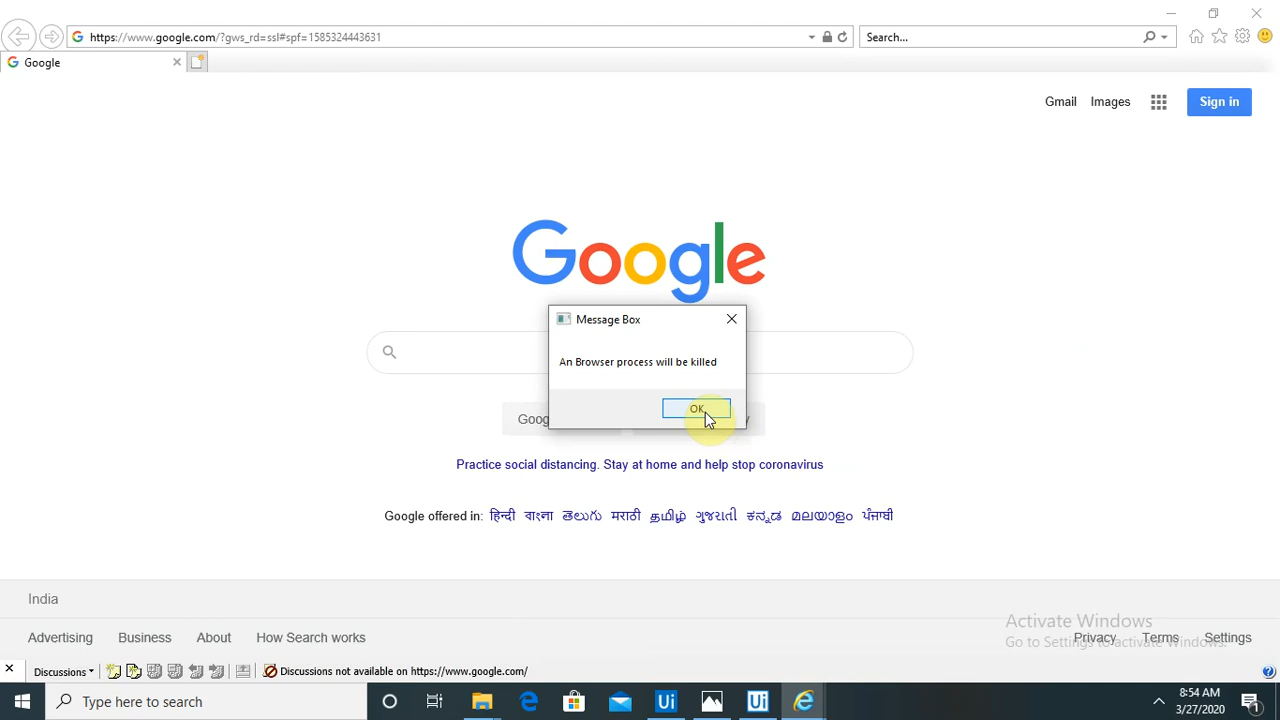 https://www.google.com/?gws_rd=ssl#spf=1585324443631
Search...
Google
Gmail
Images
Sign in
Google
Message Box
An Browser process will be killed
OK
Goog
y
Practice social distancing. Stay at home and help stop coronavirus
Google offered in: हिन्दी বাংলা తెలుగు मराठी தமிழ் ગુજરાતી ಕನ್ನಡ മലയാളം ਪੰਜਾਬੀ
India
Activate Windows
Go to Settings to activate Windows.
Advertising
Business
About
How Search works
Privacy
Terms
Settings
Discussions
Discussions not available on https://www.google.com/
Type here to search
Ui
Ui
8:54 AM
3/27/2020
1